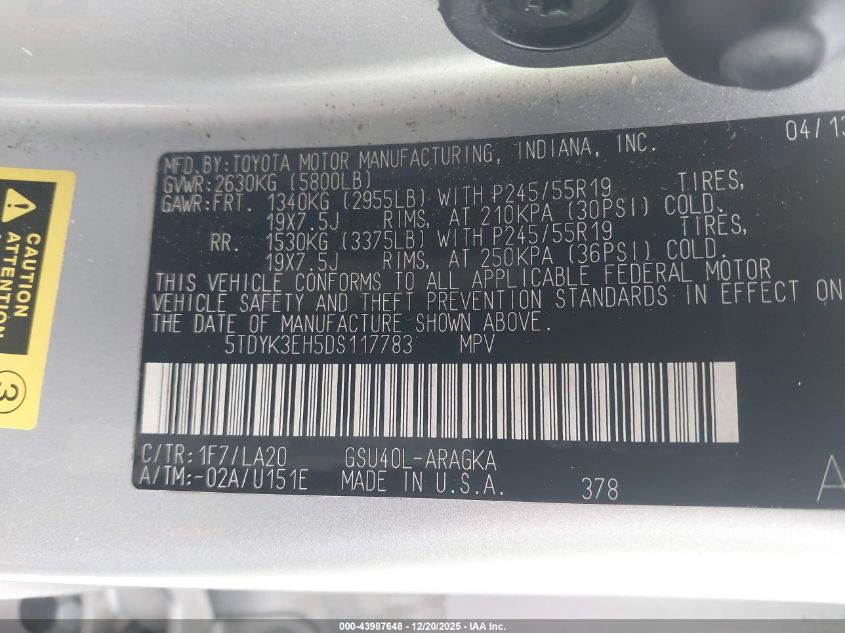 04/13
MFD.BY:TOYOTA MOTOR MANUFACTURING, INDIANA, INC.
GVWR:2630KG (5800LB)
GAWR:FRT. 1340KG (2955LB) WITH P245/55R19 TIRES,
19X7.5J RIMS, AT 210KPA (30PSI) COLD.
RR. 1530KG (3375LB) WITH P245/55R19 TIRES,
19X7.5J RIMS, AT 250KPA (36PSI) COLD.
THIS VEHICLE CONFORMS TO ALL APPLICABLE FEDERAL MOTOR
VEHICLE SAFETY AND THEFT PREVENTION STANDARDS IN EFFECT ON
THE DATE OF MANUFACTURE SHOWN ABOVE.
5TDYK3EH5DS117783 MPV
C/TR:1F7/LA20 GSU40L-ARAGKA
A/TM:-02A/U151E MADE IN U.S.A. 378 A
CAUTION
ATTENTION
3
000-43987648 - 12/20/2025 - IAA Inc.